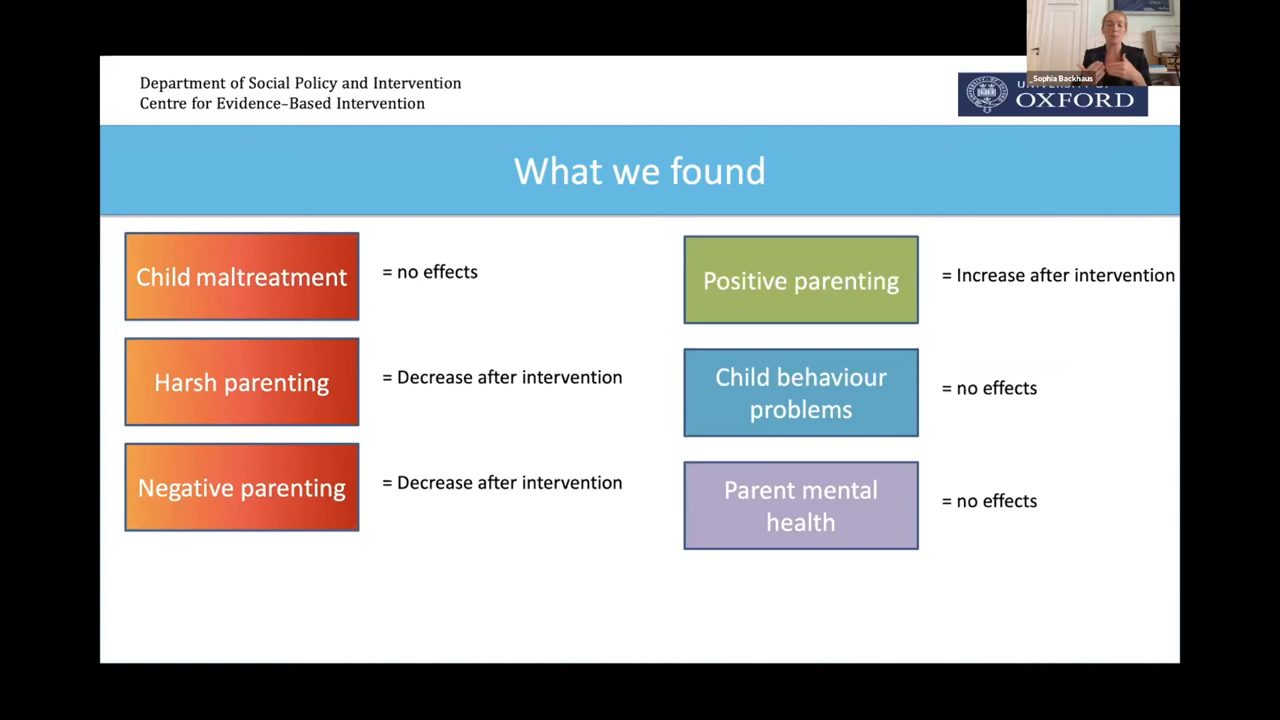 Department of Social Policy and Intervention
Centre for Evidence-Based Intervention
Sophia Backhaus
OXFORD
What we found
Child maltreatment
= no effects
Harsh parenting
= Decrease after intervention
Negative parenting
= Decrease after intervention
Positive parenting
= Increase after intervention
Child behaviour
problems
= no effects
Parent mental
health
= no effects